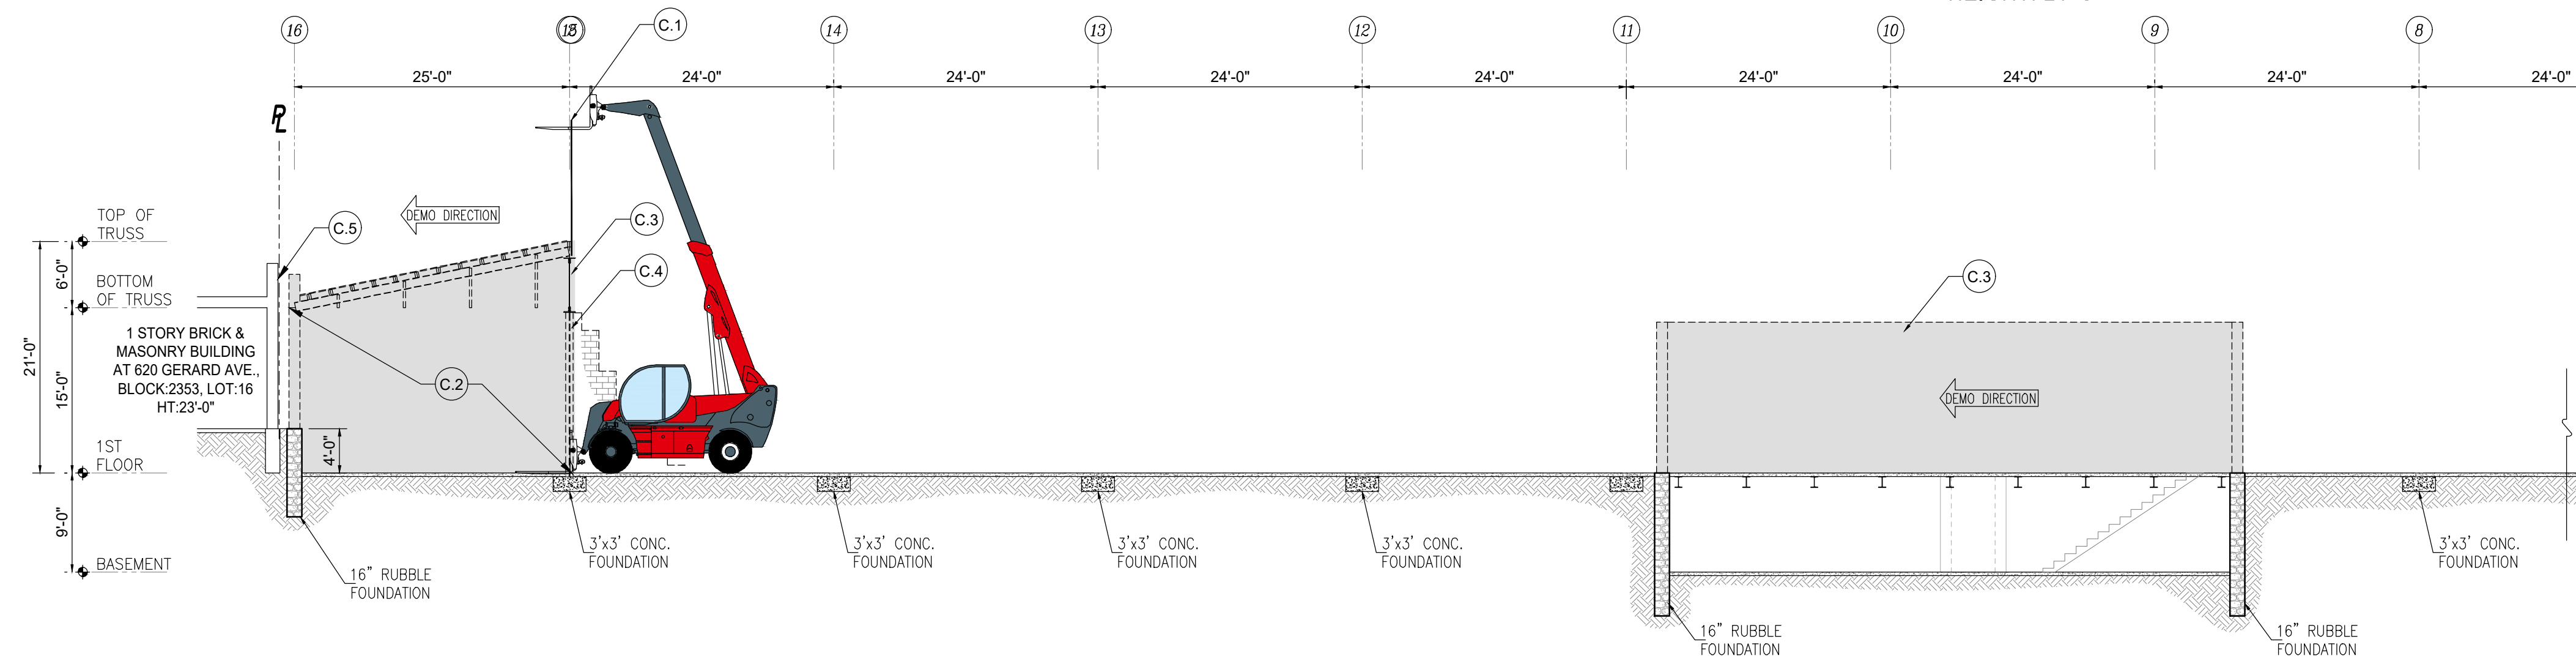 16
14
13
12
11
10
9
8
C.1
25'-0"
24'-0"
24'-0"
24'-0"
24'-0"
24'-0"
24'-0"
24'-0"
24'-0"
PL
TOP OF
TRUSS
DEMO DIRECTION
C.5
C.3
C.4
6'-0"
BOTTOM
OF TRUSS
C.3
1 STORY BRICK &
MASONRY BUILDING
AT 620 GERARD AVE.,
BLOCK:2353, LOT:16
HT:23'-0"
21'-0"
15'-0"
C.2
DEMO DIRECTION
1ST
FLOOR
4'-0"
9'-0"
BASEMENT
16" RUBBLE
FOUNDATION
3'x3' CONC.
FOUNDATION
3'x3' CONC.
FOUNDATION
3'x3' CONC.
FOUNDATION
3'x3' CONC.
FOUNDATION
16" RUBBLE
FOUNDATION
16" RUBBLE
FOUNDATION
3'x3' CONC.
FOUNDATION